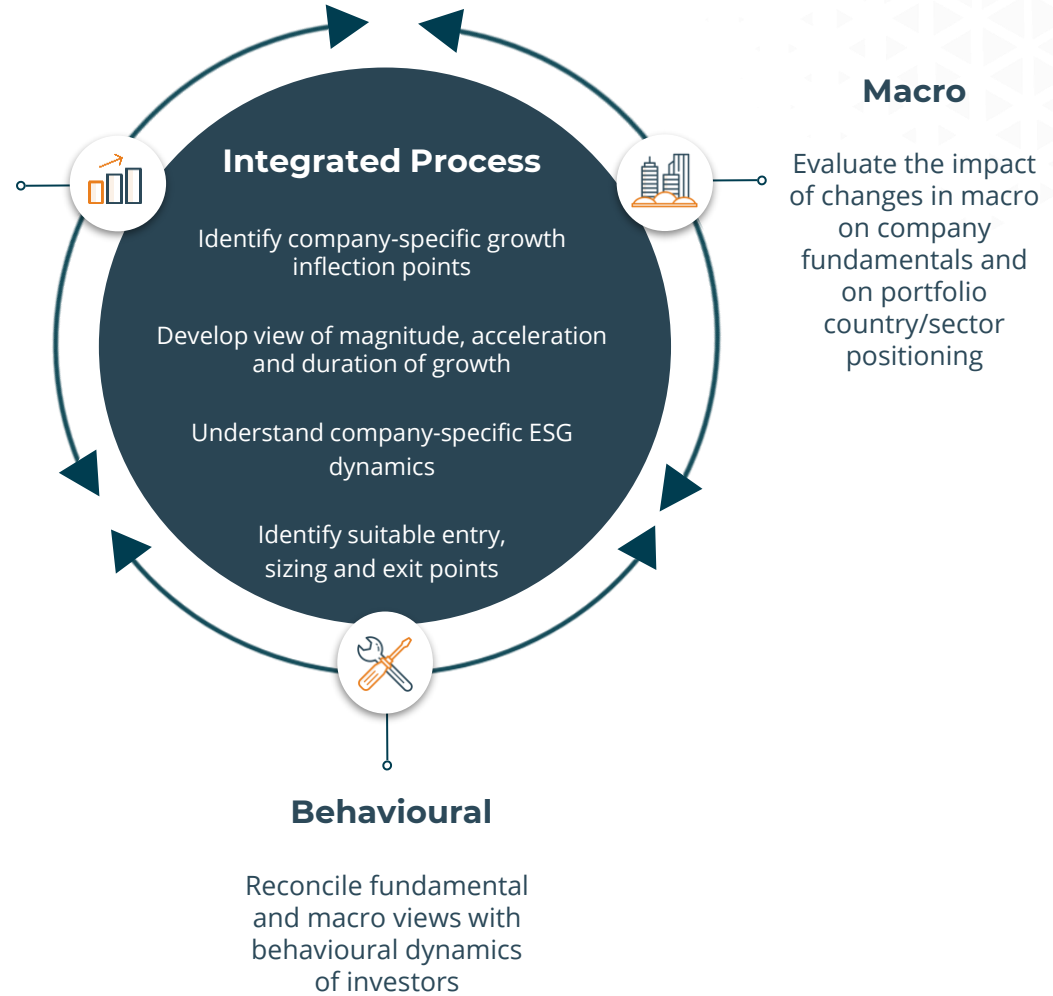 Integrated Process
Identify company-specific growth
inflection points
Develop view of magnitude, acceleration
and duration of growth
Understand company-specific ESG
dynamics
Identify suitable entry,
sizing and exit points
Macro
Evaluate the impact
of changes in macro
on company
fundamentals and
on portfolio
country/sector
positioning
Behavioural
Reconcile fundamental
and macro views with
behavioural dynamics
of investors